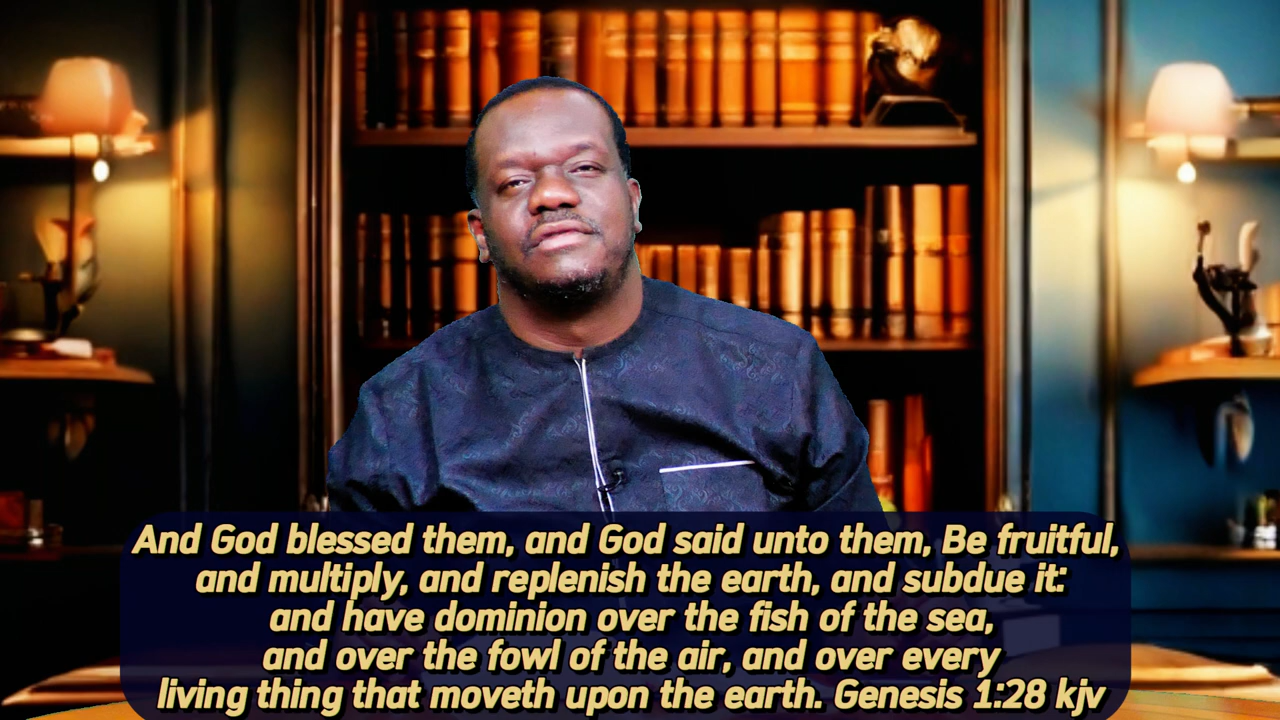 And God blessed them, and God said unto them, Be fruitful,
and multiply, and replenish the earth, and subdue it:
and have dominion over the fish of the sea,
and over the fowl of the air, and over every
living thing that moveth upon the earth. Genesis 1:28 kjv